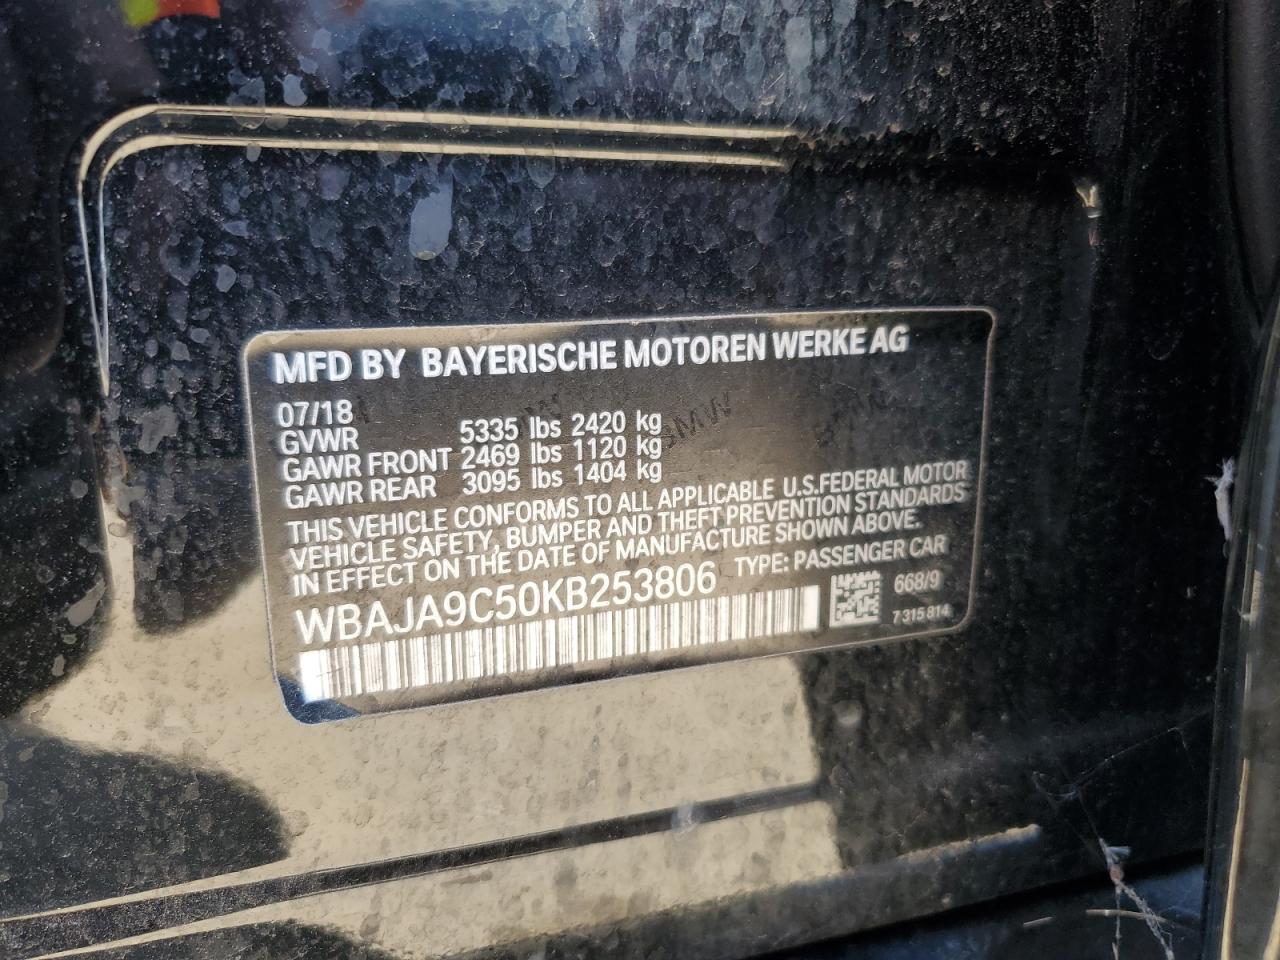 MFD BY BAYERISCHE MOTOREN WERKE AG
07/18
GVWR 5335 lbs 2420 kg
GAWR FRONT 2469 lbs 1120 kg
GAWR REAR 3095 lbs 1404 kg
THIS VEHICLE CONFORMS TO ALL APPLICABLE U.S.FEDERAL MOTOR
VEHICLE SAFETY, BUMPER AND THEFT PREVENTION STANDARDS
IN EFFECT ON THE DATE OF MANUFACTURE SHOWN ABOVE.
WBAJA9C50KB253806 TYPE: PASSENGER CAR
668/9
7 315 814
BMW